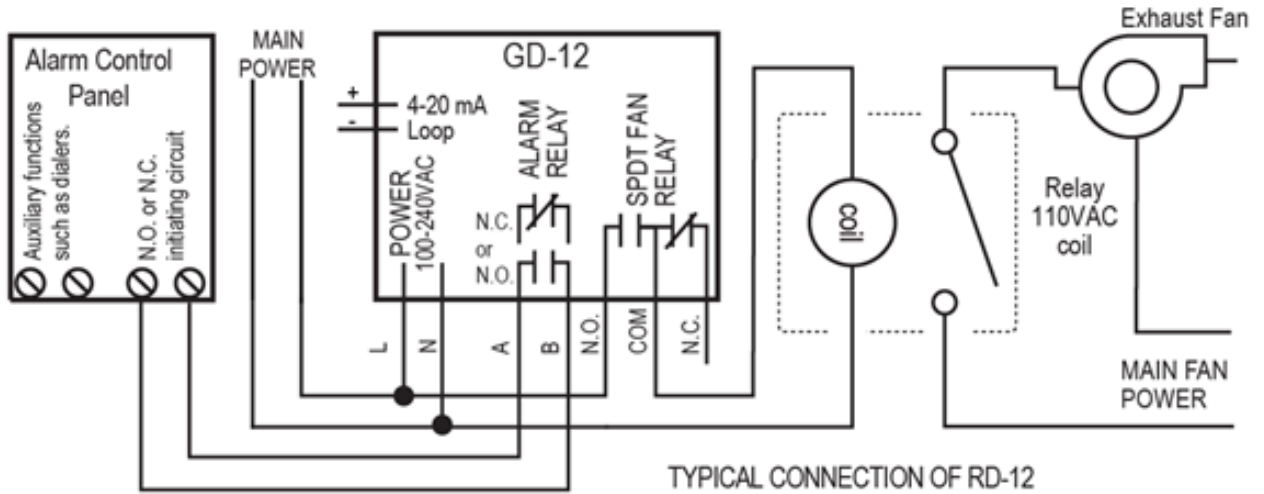 Alarm Control
Panel
Auxiliary functions
such as dialers.
N.O. or N.C.
initiating circuit
MAIN
POWER
GD-12
+
-
4-20 mA
Loop
POWER
100-240VAC
ALARM
RELAY
N.C.
or
N.O.
SPDT FAN
RELAY
L
N
A
B
N.O.
COM
N.C.
coil
Relay
110VAC
coil
Exhaust Fan
MAIN FAN
POWER
TYPICAL CONNECTION OF RD-12